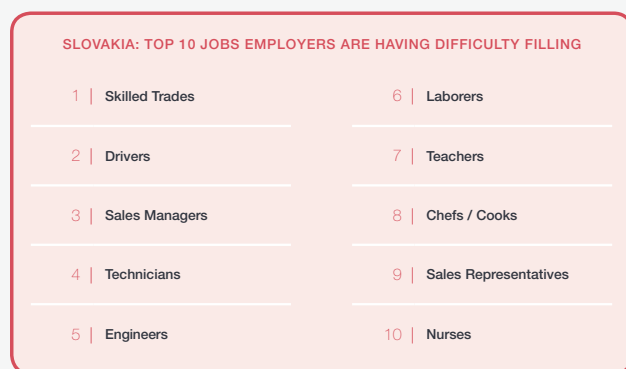 SLOVAKIA: TOP 10 JOBS EMPLOYERS ARE HAVING DIFFICULTY FILLING
1 | Skilled Trades
2 | Drivers
3 | Sales Managers
4 | Technicians
5 | Engineers
6 | Laborers
7 | Teachers
8 | Chefs / Cooks
9 | Sales Representatives
10 | Nurses